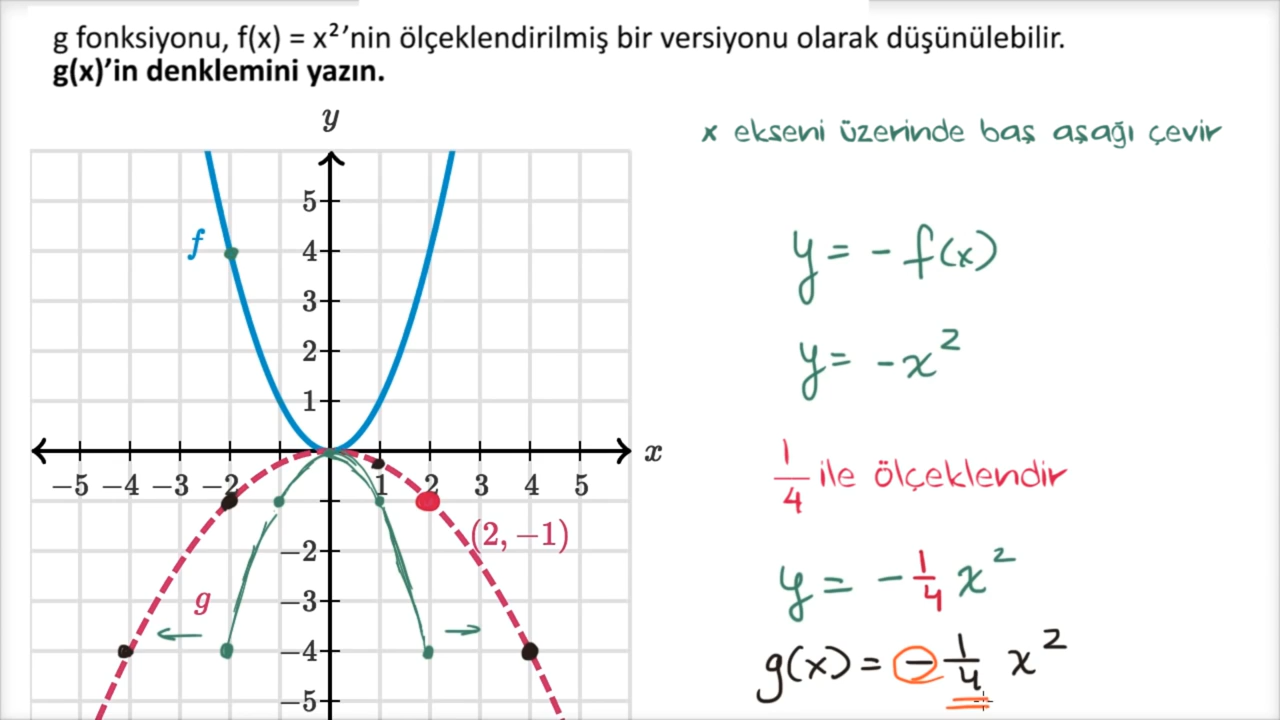 g fonksiyonu, f(x) = x²'nin ölçeklendirilmiş bir versiyonu olarak düşünülebilir.
g(x)'in denklemini yazın.
y
x ekseni üzerinde baş aşağı çevir
5
f
4
y = - f(x)
3
2
y = -x²
1
x
-5 -4 -3 -2 1 2 3 4 5
1/4 ile ölçeklendir
(2, -1)
-2
y = -1/4 x²
g
-3
-4
g(x) = -1/4 x²
-5